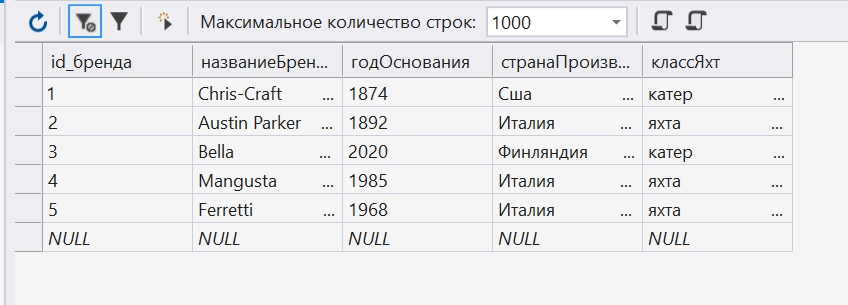 Максимальное количество строк: 1000
id_бренда названиеБрен... годОснования странаПроизв... классЯхт
1 Chris-Craft ... 1874 Сша ... катер ...
2 Austin Parker ... 1892 Италия ... яхта ...
3 Bella ... 2020 Финляндия ... катер ...
4 Mangusta ... 1985 Италия ... яхта ...
5 Ferretti ... 1968 Италия ... яхта ...
NULL NULL NULL NULL NULL